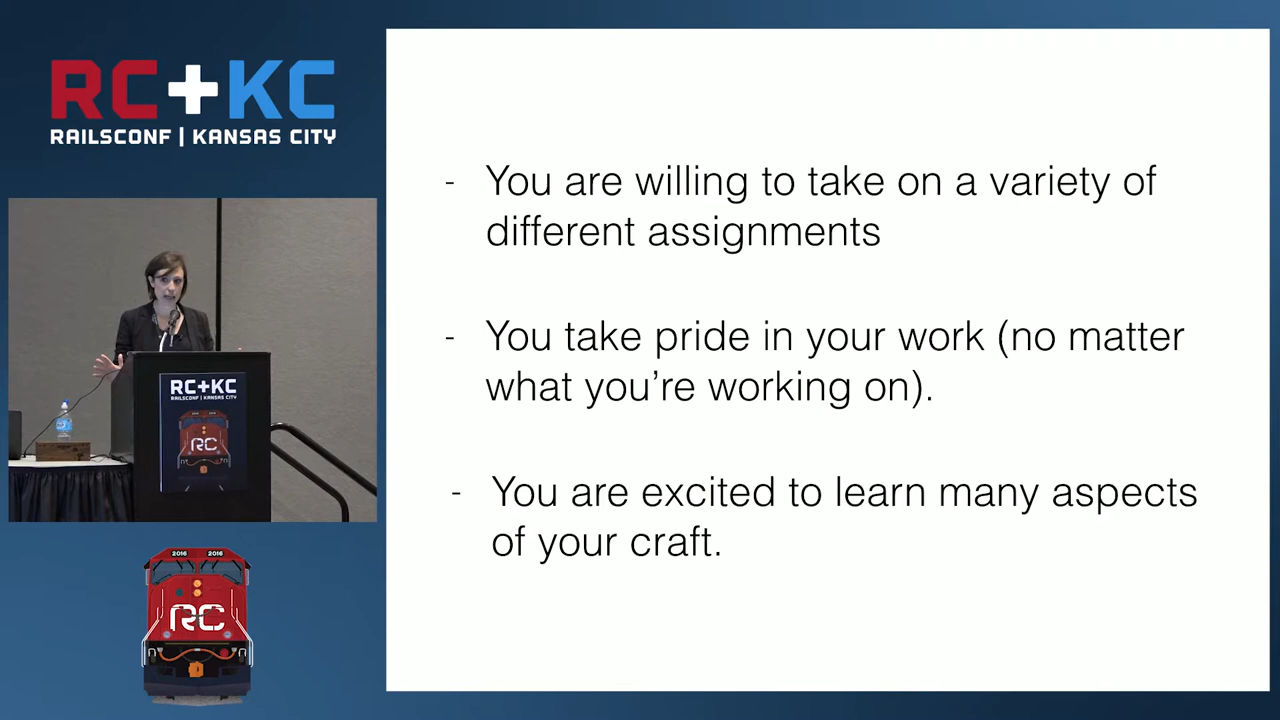 RC+KC
RAILSCONF | KANSAS CITY
- You are willing to take on a variety of
different assignments
- You take pride in your work (no matter
what you’re working on).
- You are excited to learn many aspects
of your craft.
RC+KC
RAILSCONF | KANSAS CITY
RC
2016 2016
RC